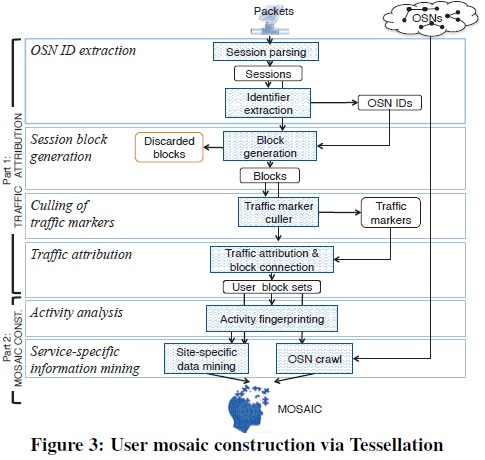 Packets
OSNs
OSN ID extraction
Session parsing
Sessions
Identifier
extraction
OSN IDs
Part 1:
TRAFFIC ATTRIBUTION
Session block
generation
Discarded
blocks
Block
generation
Blocks
Culling of
traffic markers
Traffic marker
culler
Traffic
markers
Traffic attribution
Traffic attribution &
block connection
User block sets
Part 2:
MOSAIC CONST.
Activity analysis
Activity fingerprinting
Service-specific
information mining
Site-specific
data mining
OSN crawl
MOSAIC
Figure 3: User mosaic construction via Tessellation